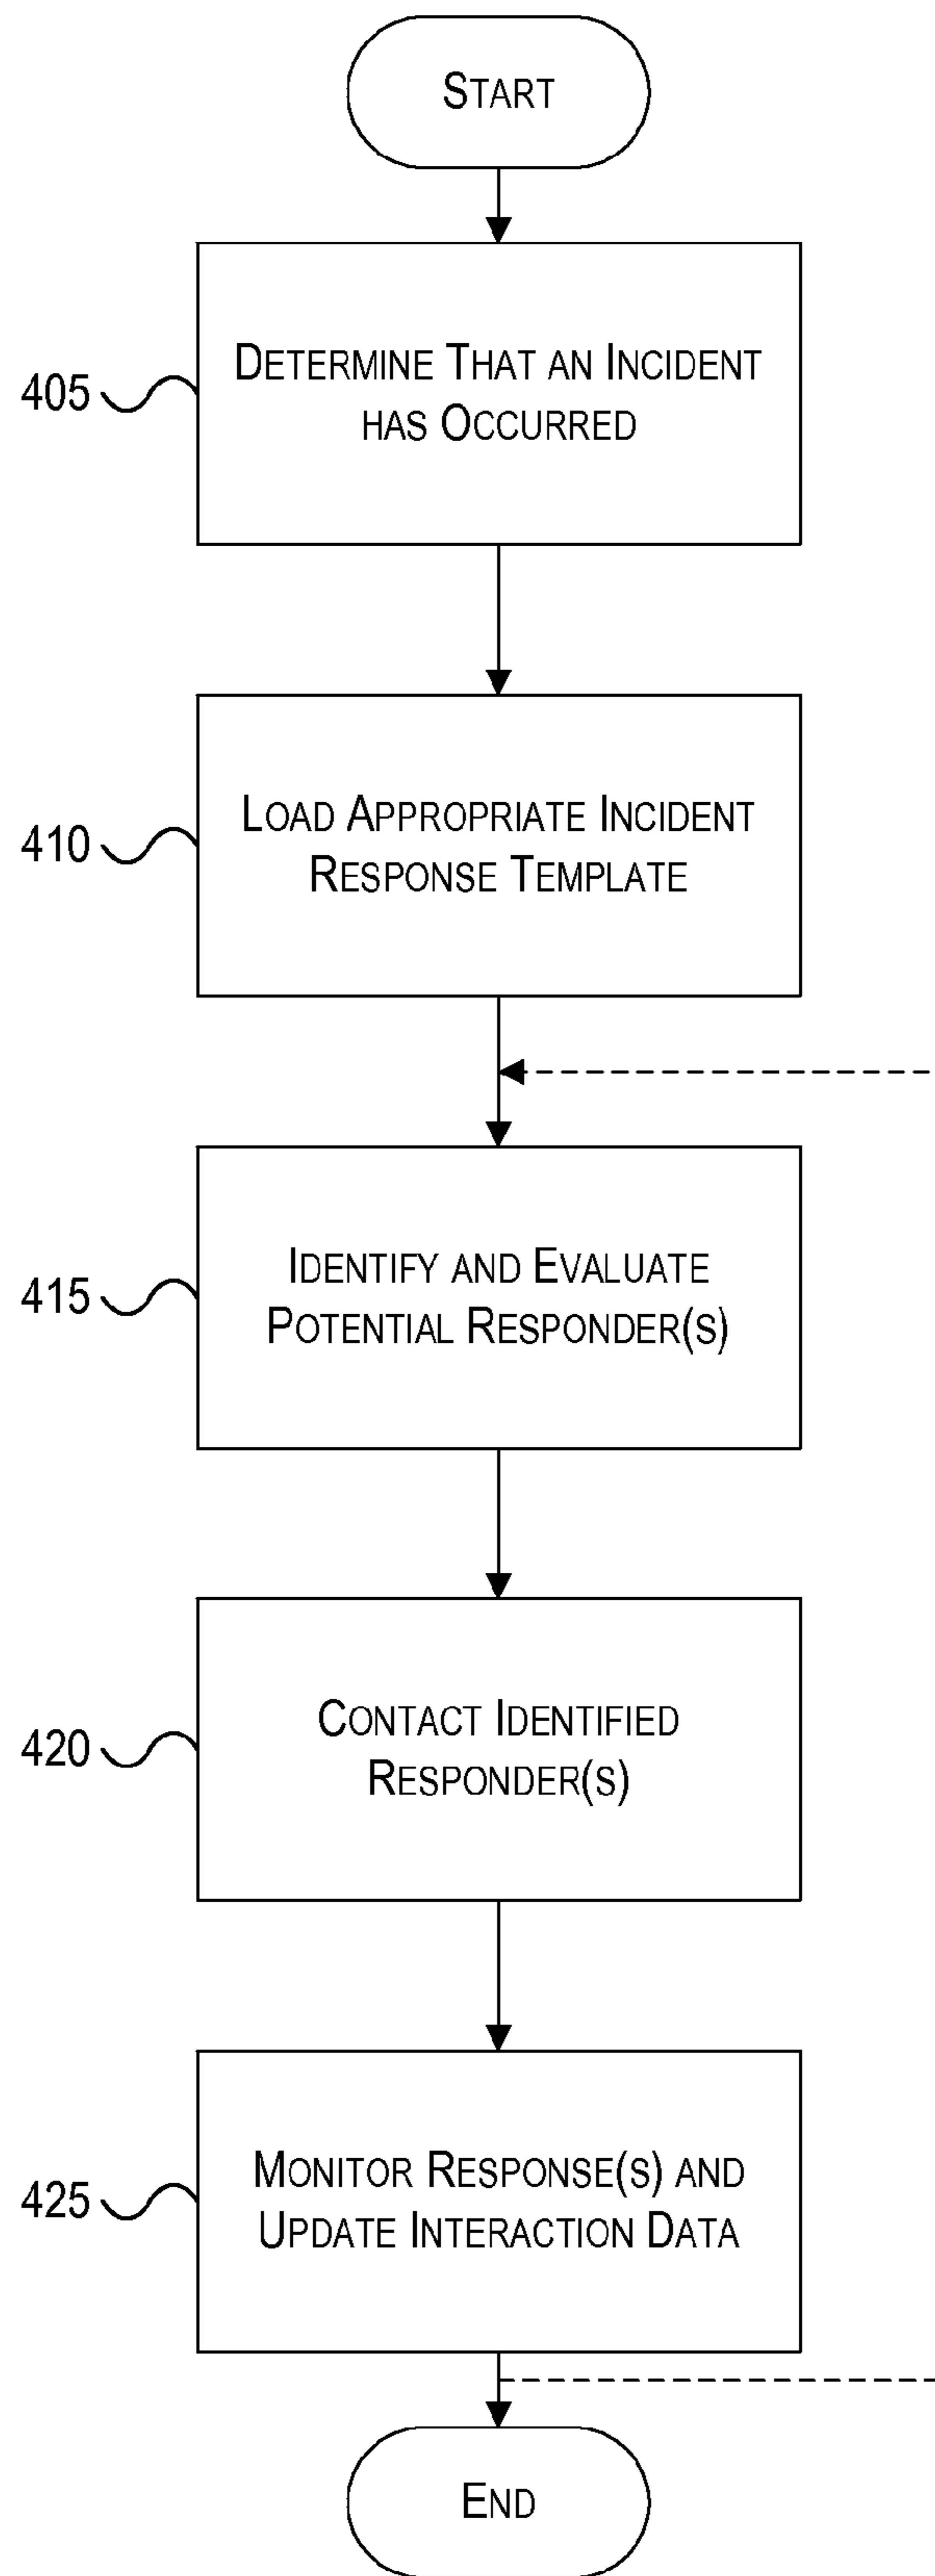 START
405
DETERMINE THAT AN INCIDENT
HAS OCCURRED
410
LOAD APPROPRIATE INCIDENT
RESPONSE TEMPLATE
415
IDENTIFY AND EVALUATE
POTENTIAL RESPONDER(S)
420
CONTACT IDENTIFIED
RESPONDER(S)
425
MONITOR RESPONSE(S) AND
UPDATE INTERACTION DATA
END